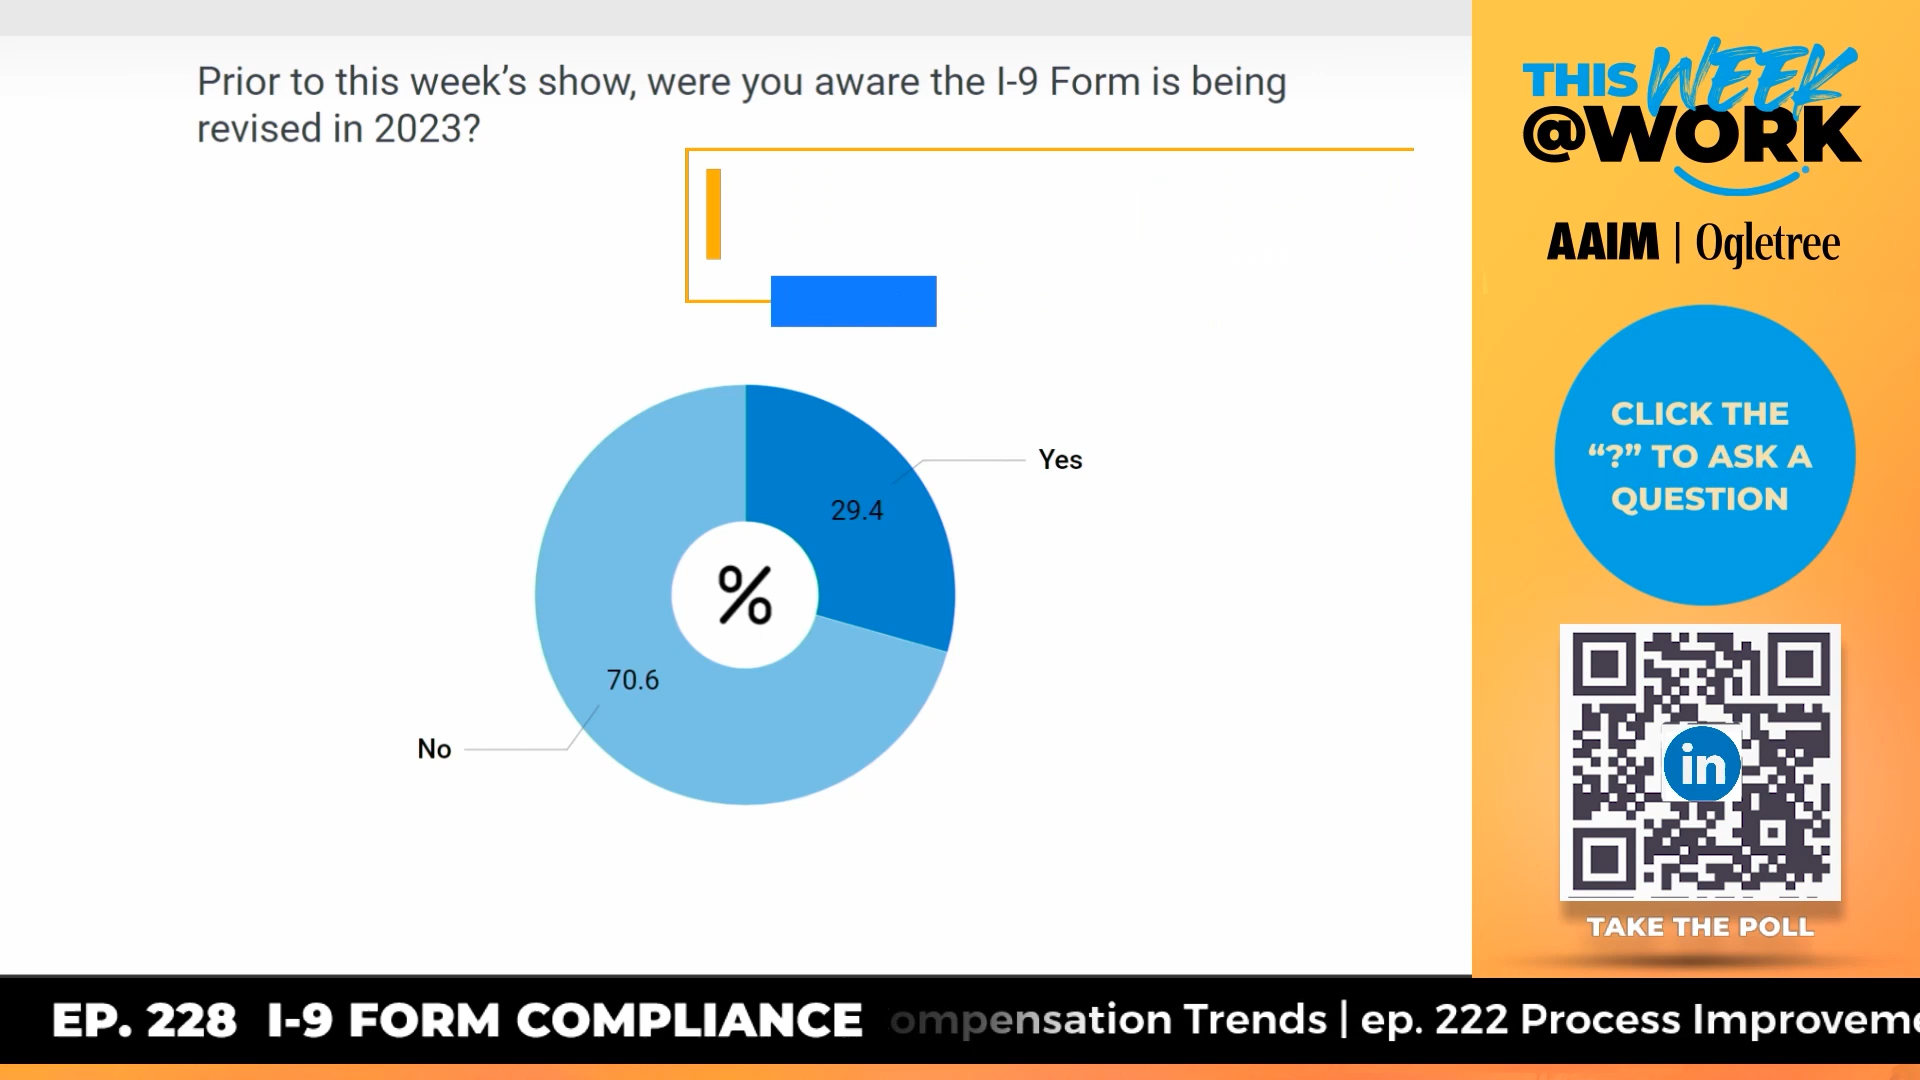 Prior to this week’s show, were you aware the I-9 Form is being
revised in 2023?
Yes
29.4
%
70.6
No
THIS WEEK
@WORK
AAIM | Ogletree
CLICK THE
“?” TO ASK A
QUESTION
in
TAKE THE POLL
EP. 228 I-9 FORM COMPLIANCE
ompensation Trends | ep. 222 Process Improveme